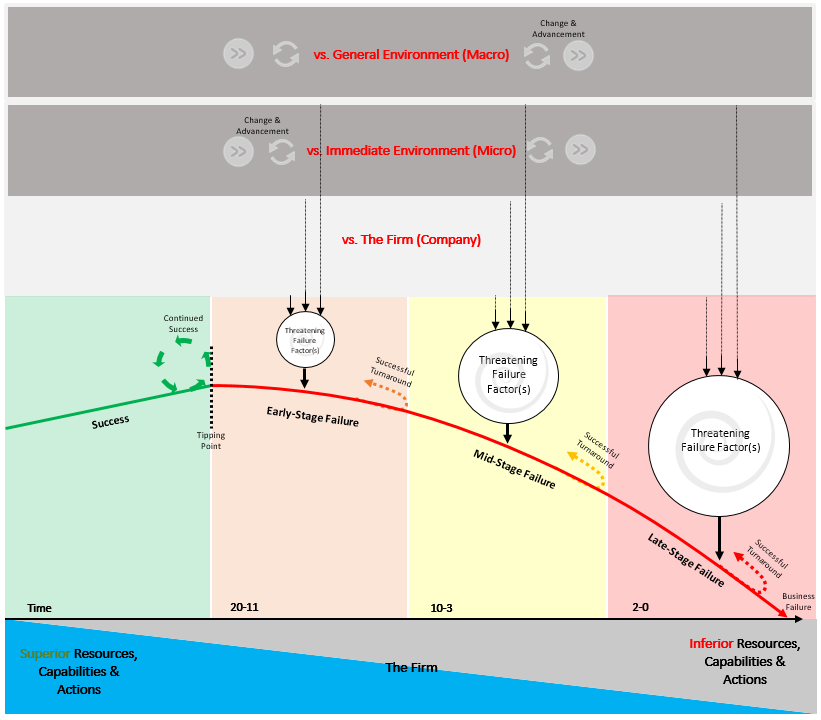 Change &
Advancement
vs. General Environment (Macro)
Change &
Advancement
vs. Immediate Environment (Micro)
vs. The Firm (Company)
Continued
Success
Threatening
Failure
Factor(s)
Threatening
Failure
Factor(s)
Threatening
Failure Factor(s)
Successful
Turnaround
Successful
Turnaround
Successful
Turnaround
Success
Tipping
Point
Early-Stage Failure
Mid-Stage Failure
Late-Stage Failure
Business
Failure
Time
20-11
10-3
2-0
Superior Resources,
Capabilities &
Actions
The Firm
Inferior Resources,
Capabilities &
Actions